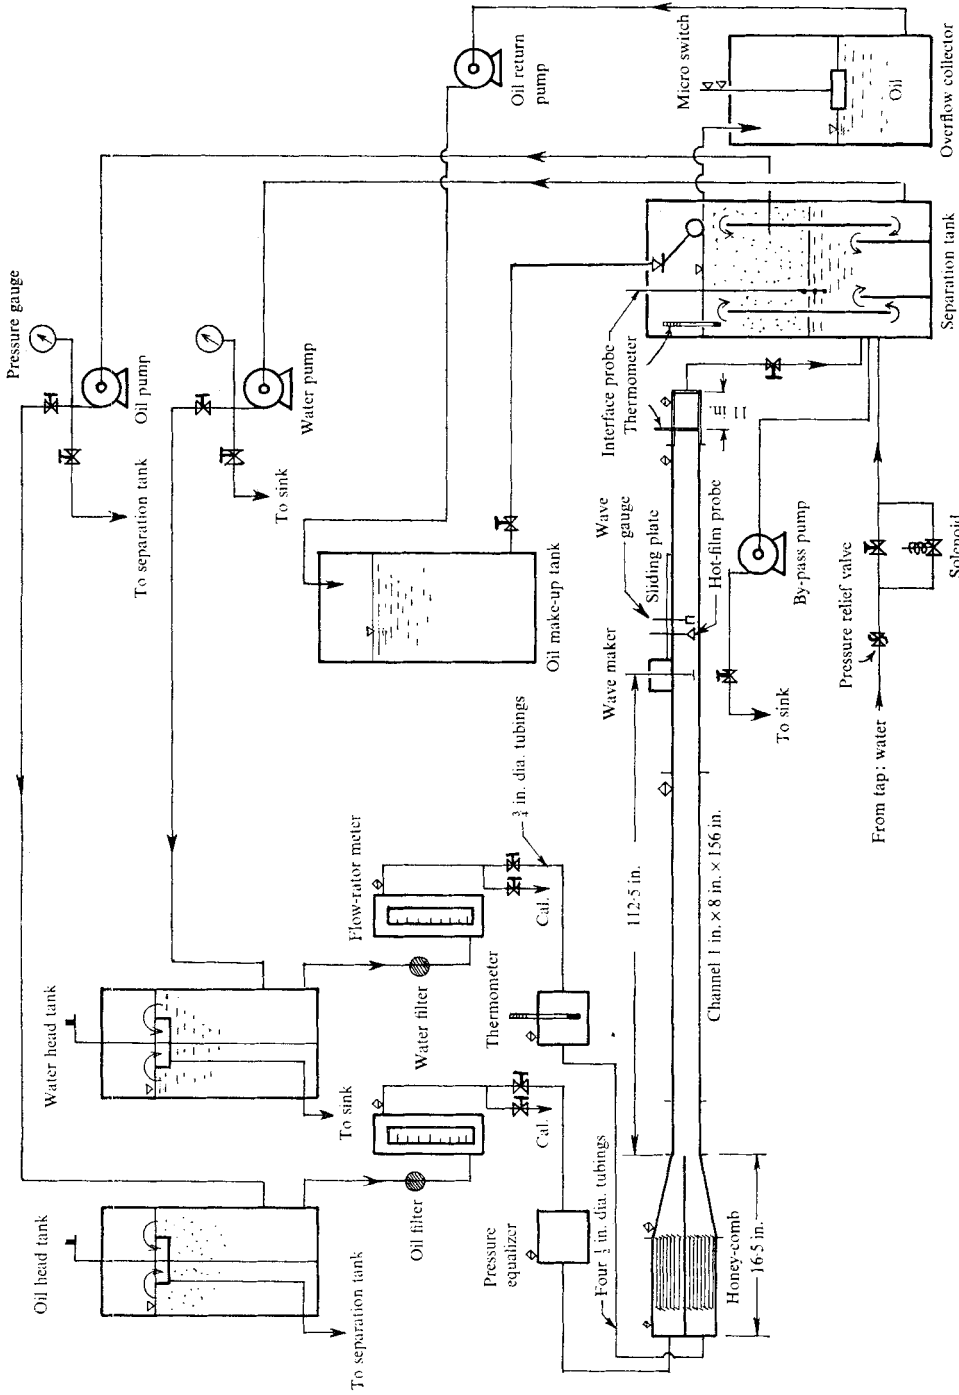 Oil head tank
Water head tank
Pressure gauge
To separation tank
Oil pump
To sink
Water pump
To separation tank
Oil filter
To sink
Water filter
Flow-rator meter
Cal.
Cal.
Pressure
equalizer
Thermometer
¾ in. dia. tubings
Four ½ in. dia. tubings
Oil make-up tank
Oil return
pump
Micro switch
Oil
Overflow collector
Honey-comb
16·5 in.
112·5 in.
Channel 1 in. × 8 in. × 156 in.
Wave maker
Sliding plate
Wave
gauge
Hot-film probe
Interface probe
Thermometer
11
in.
Separation tank
To sink
By-pass pump
From tap: water
Pressure relief valve
Solenoid